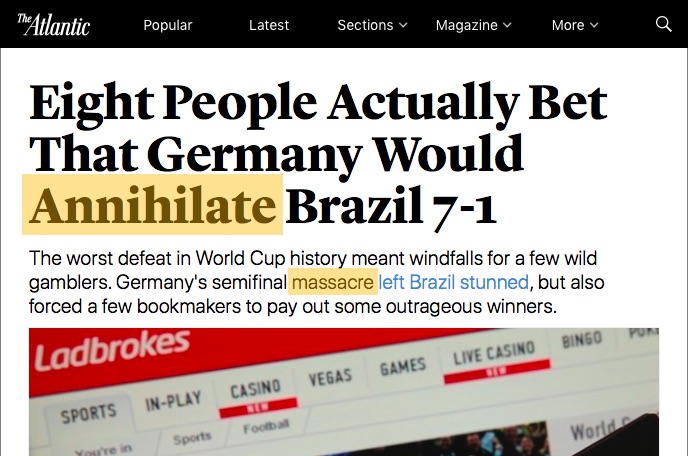 The Atlantic Popular Latest Sections Magazine More
Eight People Actually Bet
That Germany Would
Annihilate Brazil 7-1
The worst defeat in World Cup history meant windfalls for a few wild
gamblers. Germany's semifinal massacre left Brazil stunned, but also
forced a few bookmakers to pay out some outrageous winners.
Ladbrokes
SPORTS IN-PLAY CASINO VEGAS GAMES LIVE CASINO BINGO
NEW NEW
You're in Sports Football World